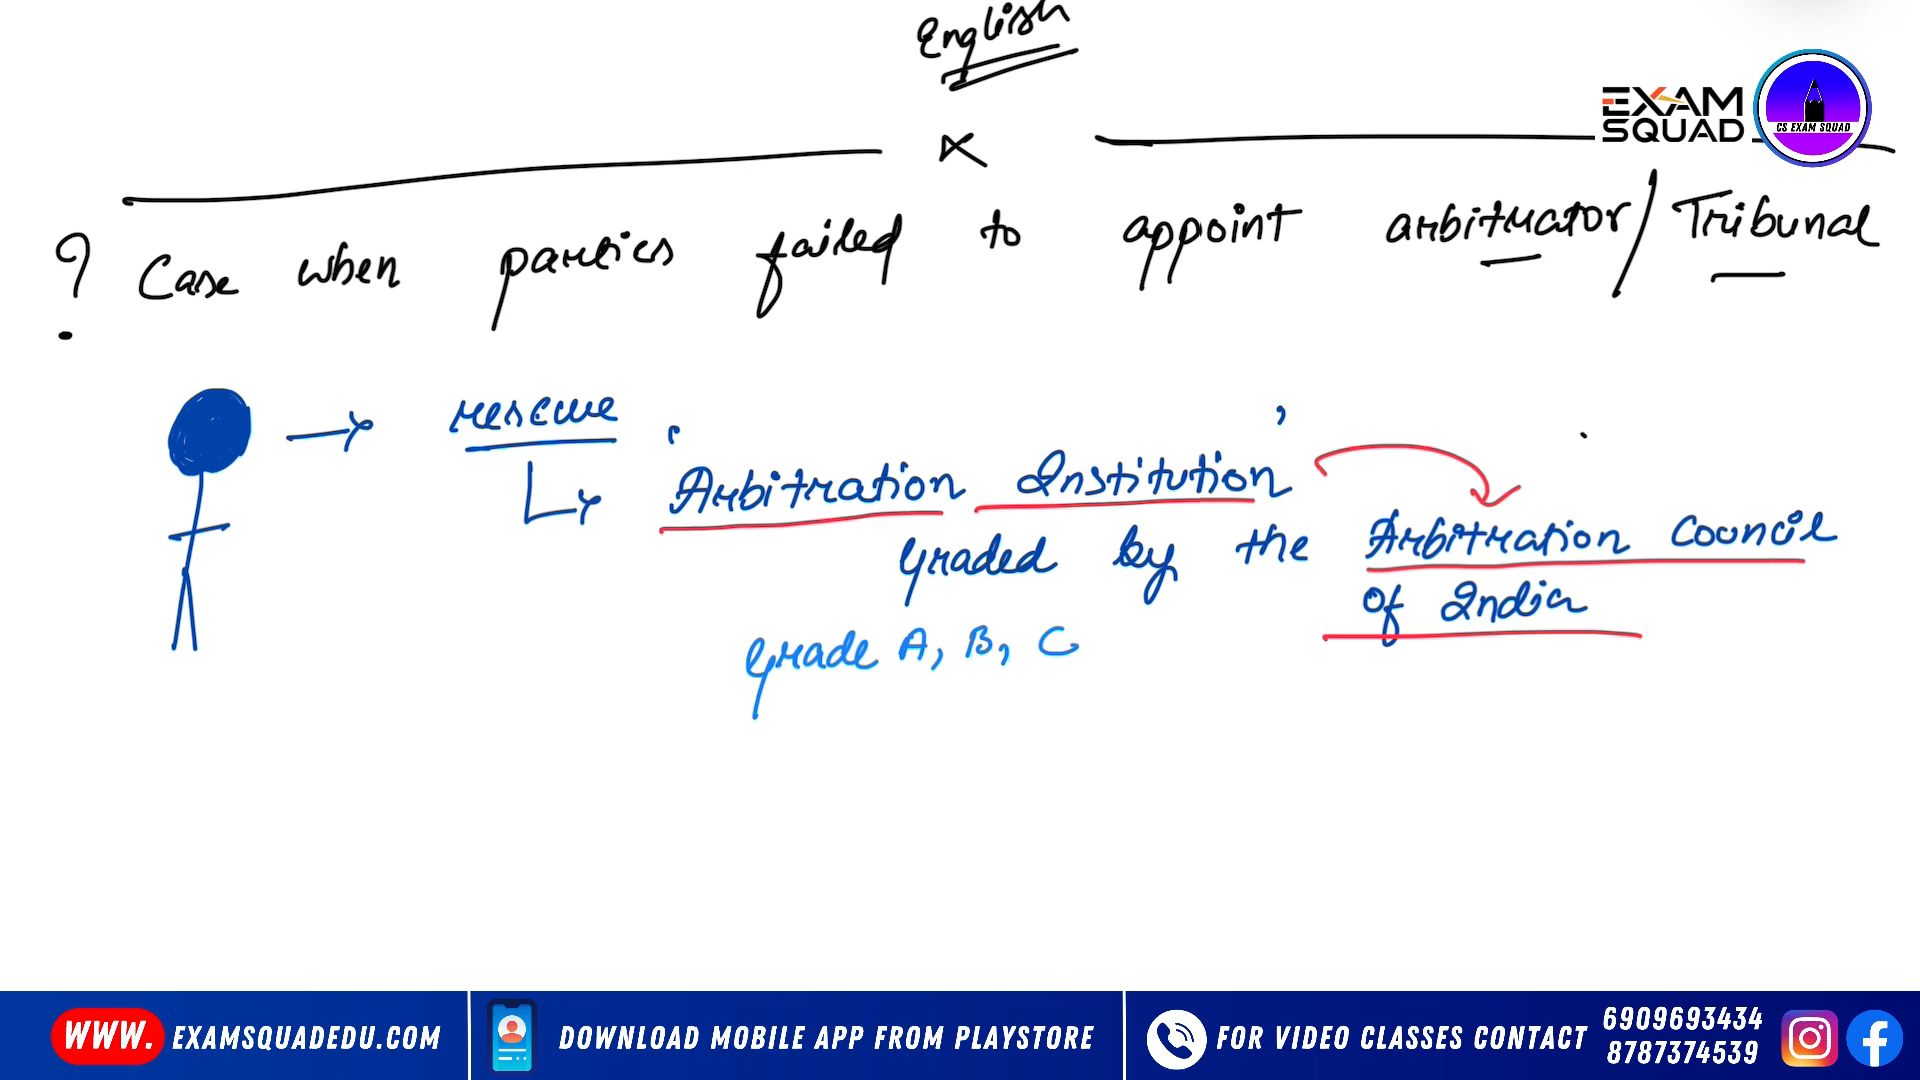 English
EXAM
SQUAD
CS EXAM SQUAD
? Case when parties failed to appoint arbitrator/Tribunal
→ rescue
↳ 'Arbitration Institution'
graded by the Arbitration Council
of India
grade A, B, C
WWW. EXAMSQUADEDU.COM
DOWNLOAD MOBILE APP FROM PLAYSTORE
FOR VIDEO CLASSES CONTACT
6909693434
8787374539